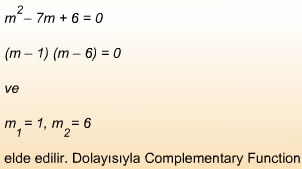 m² – 7m + 6 = 0
(m – 1) (m – 6) = 0
ve
m₁ = 1, m₂ = 6
elde edilir. Dolayısıyla Complementary Function